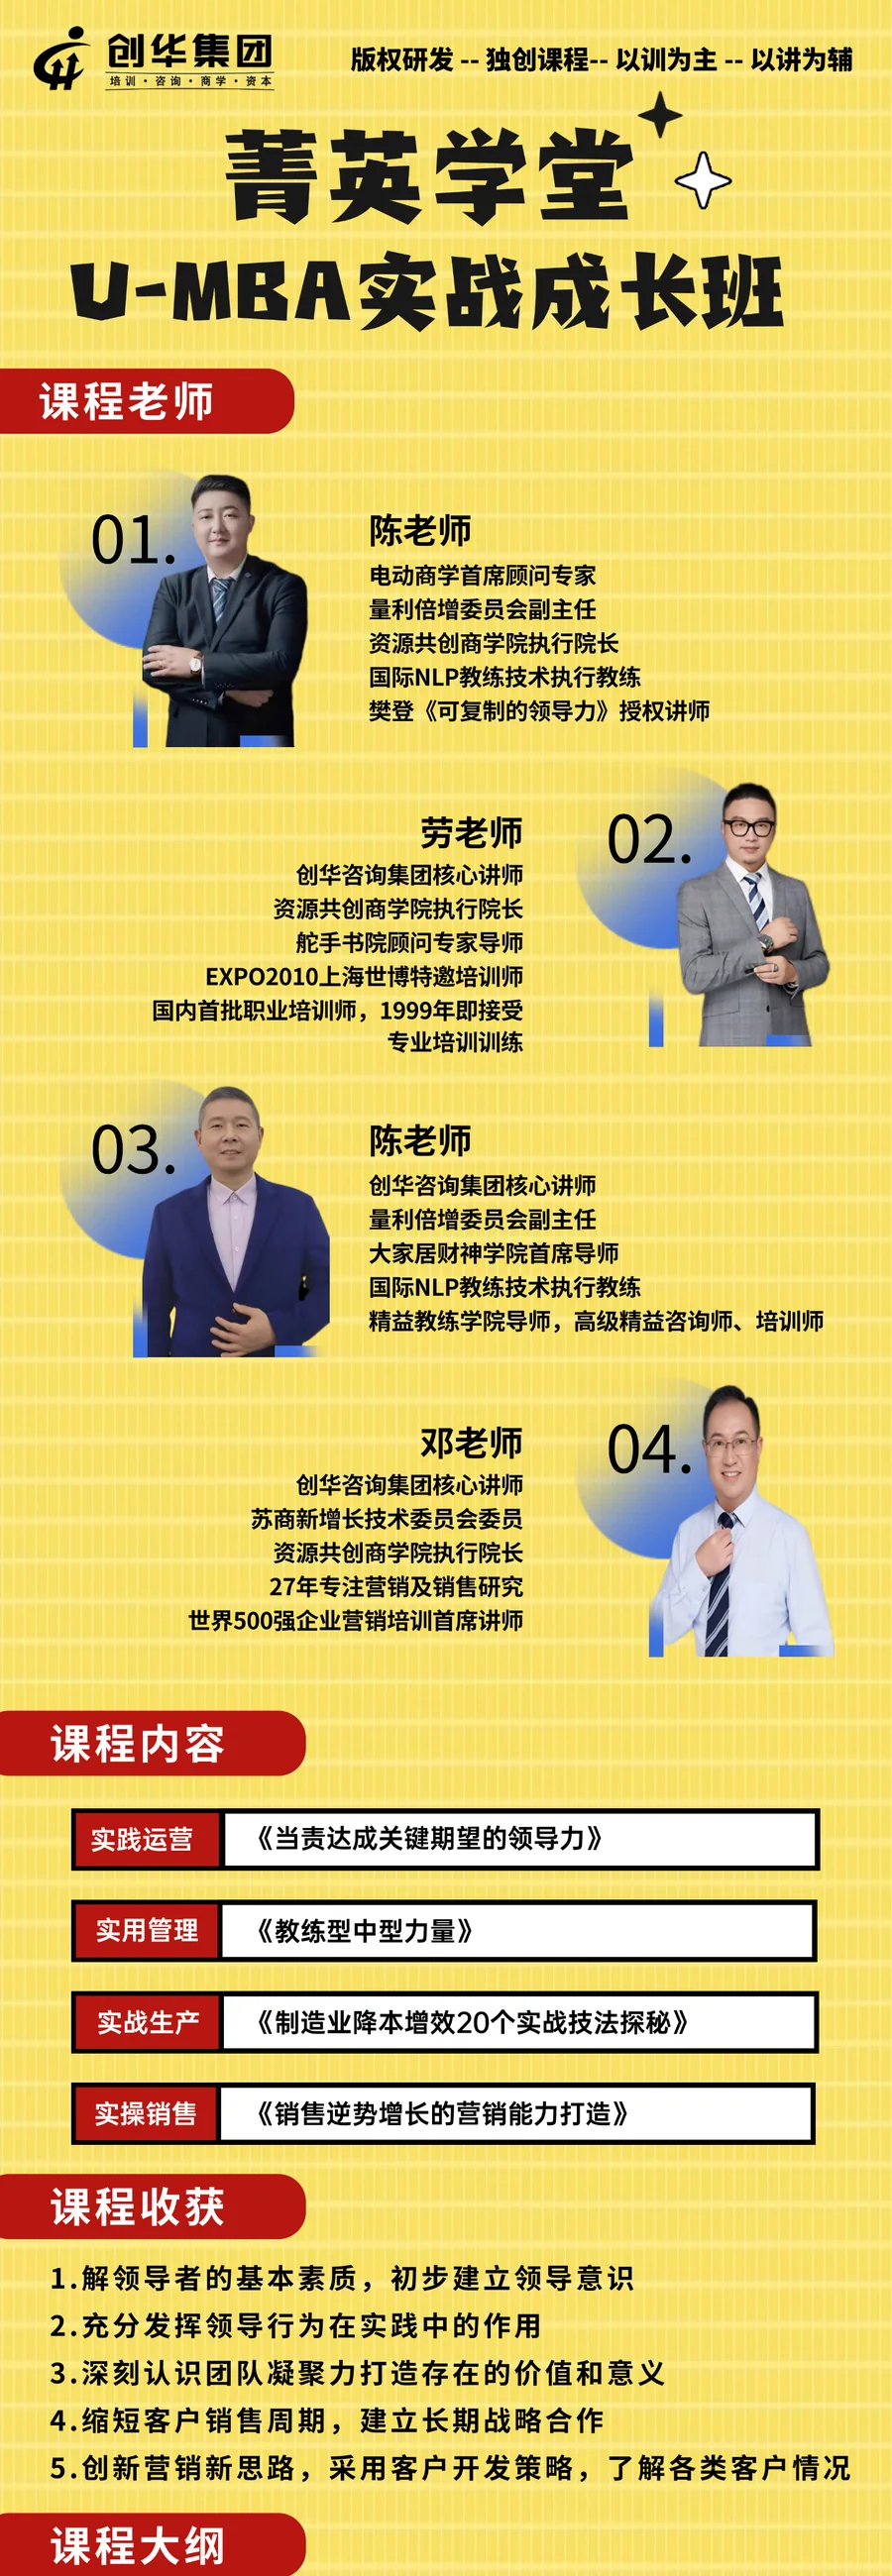 创华集团
培训·咨询·商学·资本
版权研发 -- 独创课程-- 以训为主 -- 以讲为辅
菁英学堂
U-MBA实战成长班
课程老师
01.
陈老师
电动商学首席顾问专家
量利倍增委员会副主任
资源共创商学院执行院长
国际NLP教练技术执行教练
樊登《可复制的领导力》授权讲师
02.
劳老师
创华咨询集团核心讲师
资源共创商学院执行院长
舵手书院顾问专家导师
EXPO2010上海世博特邀培训师
国内首批职业培训师，1999年即接受
专业培训训练
03.
陈老师
创华咨询集团核心讲师
量利倍增委员会副主任
大家居财神学院首席导师
国际NLP教练技术执行教练
精益教练学院导师，高级精益咨询师、培训师
04.
邓老师
创华咨询集团核心讲师
苏商新增长技术委员会委员
资源共创商学院执行院长
27年专注营销及销售研究
世界500强企业营销培训首席讲师
课程内容
实践运营 《当责达成关键期望的领导力》
实用管理 《教练型中型力量》
实战生产 《制造业降本增效20个实战技法探秘》
实操销售 《销售逆势增长的营销能力打造》
课程收获
1.解领导者的基本素质，初步建立领导意识
2.充分发挥领导行为在实践中的作用
3.深刻认识团队凝聚力打造存在的价值和意义
4.缩短客户销售周期，建立长期战略合作
5.创新营销新思路，采用客户开发策略，了解各类客户情况
课程大纲